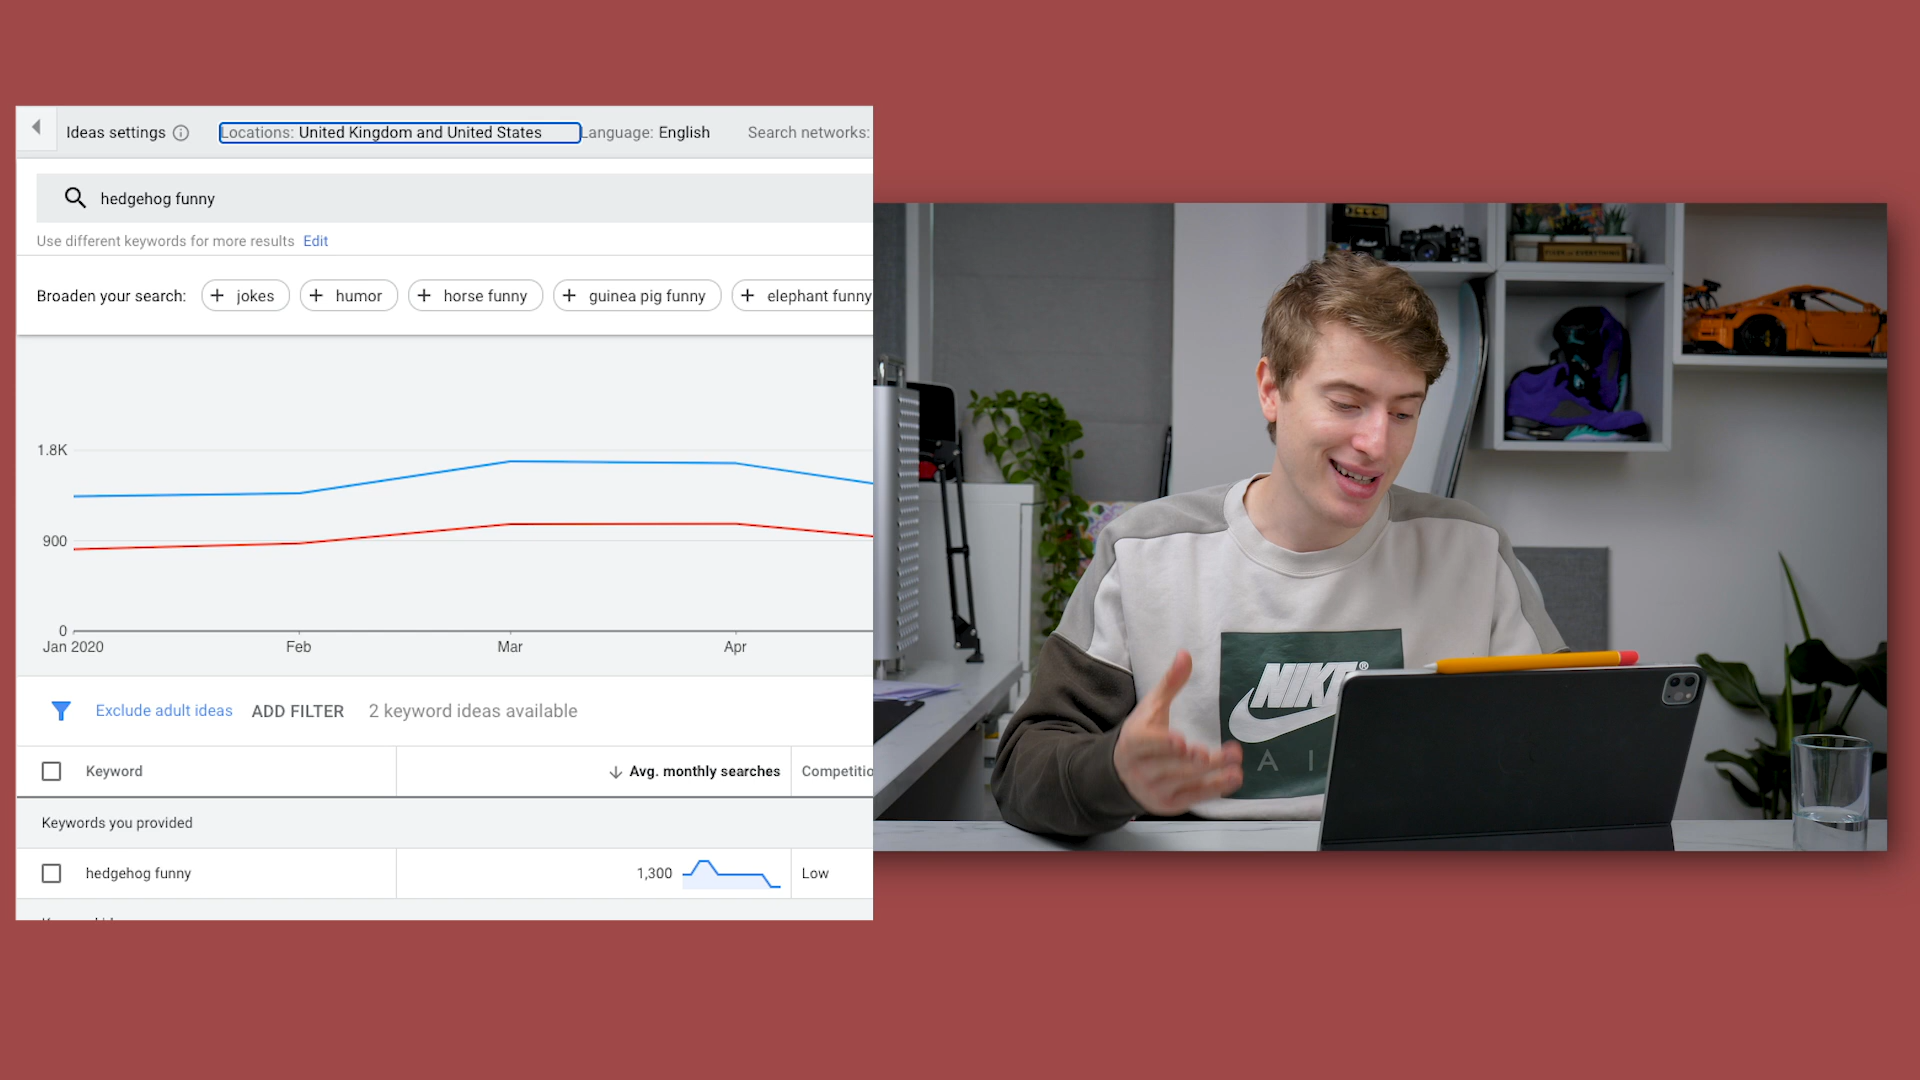 Ideas settings
Locations: United Kingdom and United States
Language: English
Search networks:
hedgehog funny
Use different keywords for more results Edit
Broaden your search:
jokes
humor
horse funny
guinea pig funny
elephant funny
1.8K
900
0
Jan 2020
Feb
Mar
Apr
Exclude adult ideas
ADD FILTER
2 keyword ideas available
Keyword
Avg. monthly searches
Competitio
Keywords you provided
hedgehog funny
1,300
Low
NIKE®
A I